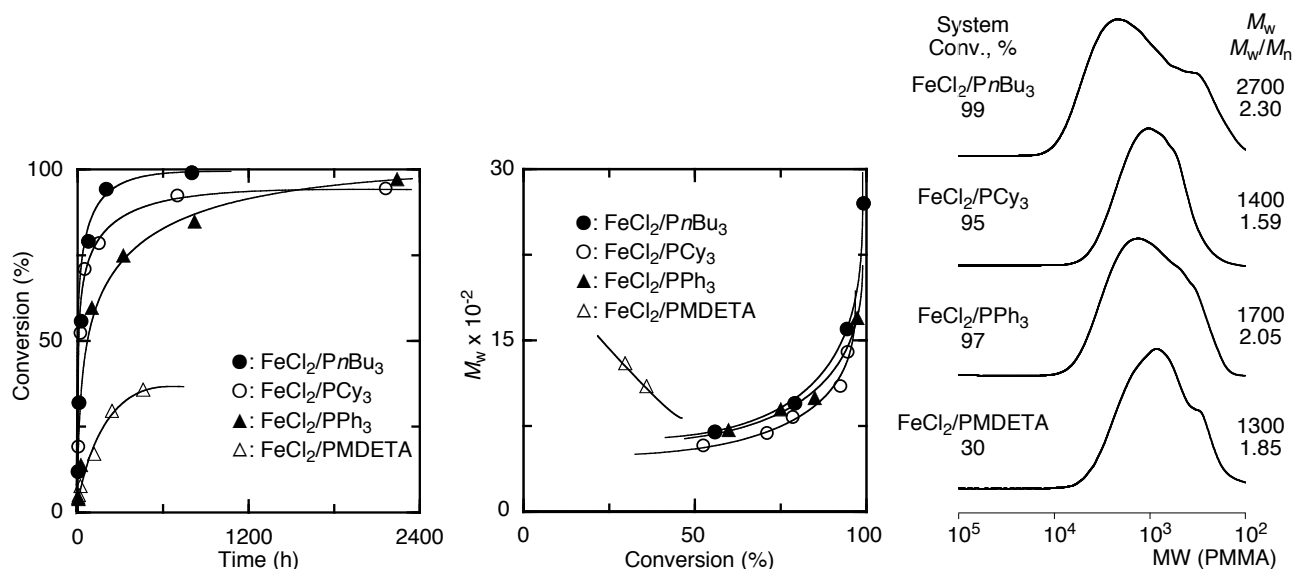 100
50
0
Conversion (%)
●: FeCl2/PnBu3
○: FeCl2/PCy3
▲: FeCl2/PPh3
△: FeCl2/PMDETA
0 1200 2400
Time (h)
30
15
0
Mw x 10-2
●: FeCl2/PnBu3
○: FeCl2/PCy3
▲: FeCl2/PPh3
△: FeCl2/PMDETA
50 100
Conversion (%)
System Mw
Conv., % Mw/Mn
FeCl2/PnBu3 2700
99 2.30
FeCl2/PCy3 1400
95 1.59
FeCl2/PPh3 1700
97 2.05
FeCl2/PMDETA 1300
30 1.85
10^5 10^4 10^3 10^2
MW (PMMA)